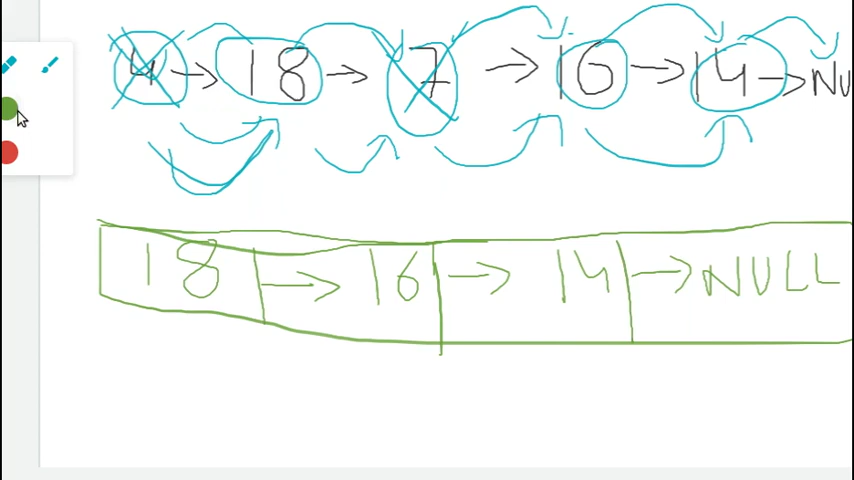 4 → 18 → 7 → 16 → 14 → NU
18 → 16 → 14 → NULL